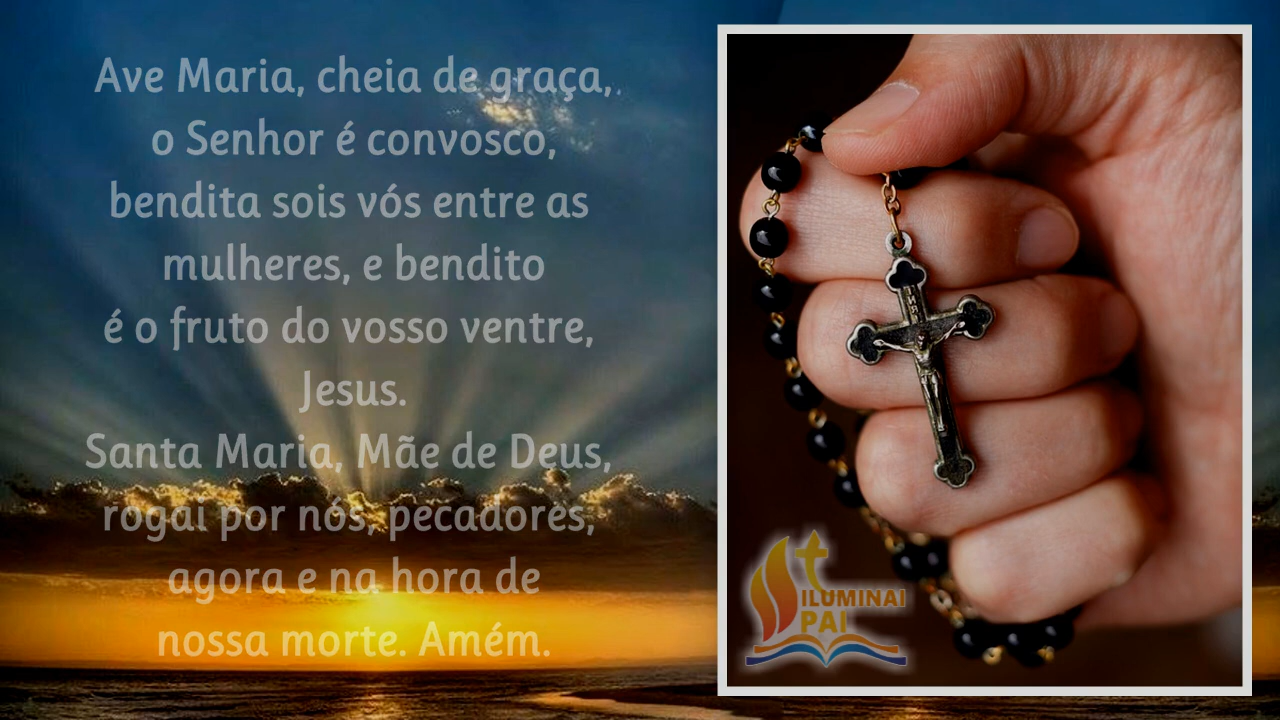 Ave Maria, cheia de graça,
o Senhor é convosco,
bendita sois vós entre as
mulheres, e bendito
é o fruto do vosso ventre,
Jesus.
Santa Maria, Mãe de Deus,
rogai por nós, pecadores,
agora e na hora de
nossa morte. Amém.
ILUMINAI
PAI